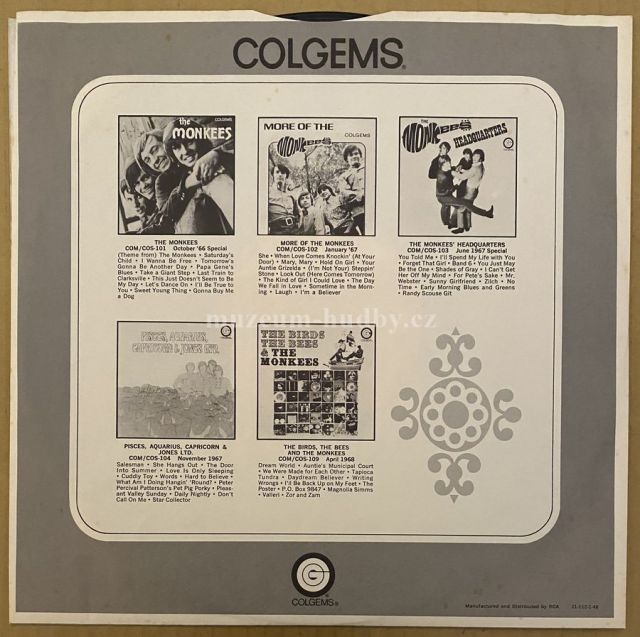 COLGEMS®
the
MONKEES
COLGEMS
MORE OF THE
MONKEES
COLGEMS
THE
MONKEES
HEADQUARTERS
THE MONKEES
COM/COS-101 October '66 Special
(Theme from) The Monkees • Saturday's
Child • I Wanna Be Free • Tomorrow's
Gonna Be Another Day • Papa Gene's
Blues • Take a Giant Step • Last Train to
Clarksville • This Just Doesn't Seem to Be
My Day • Let's Dance On • I'll Be True to
You • Sweet Young Thing • Gonna Buy Me
a Dog
MORE OF THE MONKEES
COM/COS-102 January '67
She • When Love Comes Knockin' (At Your
Door) • Mary, Mary • Hold On Girl • Your
Auntie Grizelda • (I'm Not Your) Steppin'
Stone • Look Out (Here Comes Tomorrow)
• The Kind of Girl I Could Love • The Day
We Fall in Love • Sometime in the Morn-
ing • Laugh • I'm a Believer
THE MONKEES' HEADQUARTERS
COM/COS-103 June 1967 Special
You Told Me • I'll Spend My Life with You
• Forget That Girl • Band 6 • You Just May
Be the One • Shades of Gray • I Can't Get
Her Off My Mind • For Pete's Sake • Mr.
Webster • Sunny Girlfriend • Zilch • No
Time • Early Morning Blues and Greens •
Randy Scouse Git
muzeum-hudby.cz
PISCES, AQUARIUS,
CAPRICORN & JONES LTD.
THE BIRDS
THE BEES
& THE
MONKEES
PISCES, AQUARIUS, CAPRICORN &
JONES LTD.
COM/COS-104 November 1967
Salesman • She Hangs Out • The Door
Into Summer • Love Is Only Sleeping
• Cuddly Toy • Words • Hard to Believe •
What Am I Doing Hangin' 'Round? • Peter
Percival Patterson's Pet Pig Porky • Pleas-
ant Valley Sunday • Daily Nightly • Don't
Call On Me • Star Collector
THE BIRDS, THE BEES
AND THE MONKEES
COM/COS-109 April 1968
Dream World • Auntie's Municipal Court
• We Were Made for Each Other • Tapioca
Tundra • Daydream Believer • Writing
Wrongs • I'll Be Back Up on My Feet • The
Poster • P.O. Box 9847 • Magnolia Simms
• Valleri • Zor and Zam
COLGEMS®
Manufactured and Distributed by RCA 21-112-1-48